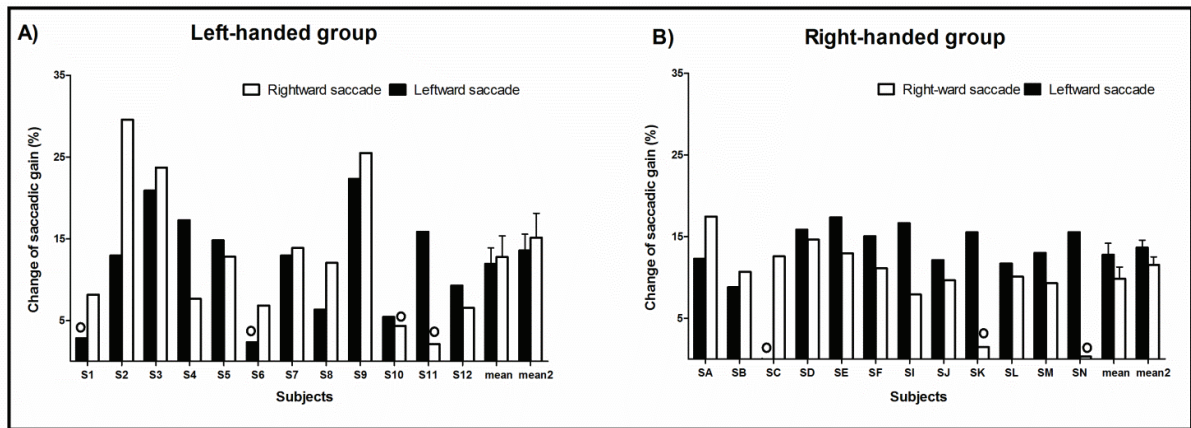 A)
Left-handed group
Rightward saccade Leftward saccade
Change of saccadic gain (%)
35
25
15
5
S1 S2 S3 S4 S5 S6 S7 S8 S9 S10 S11 S12 mean mean2
Subjects
B)
Right-handed group
Right-ward saccade Leftward saccade
Change of saccadic gain (%)
35
25
15
5
SA SB SC SD SE SF SI SJ SK SL SM SN mean mean2
Subjects